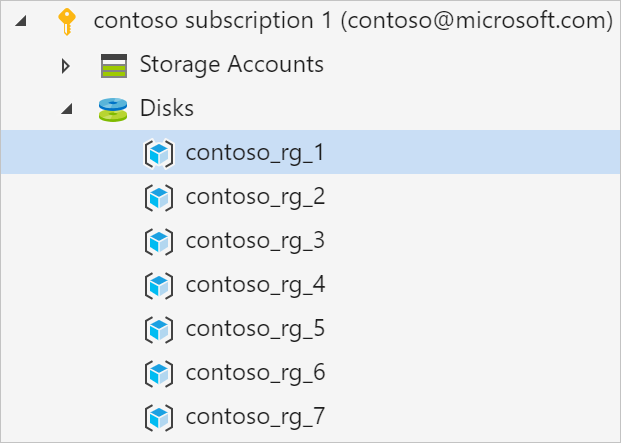 contoso subscription 1 (contoso@microsoft.com)
Storage Accounts
Disks
contoso_rg_1
contoso_rg_2
contoso_rg_3
contoso_rg_4
contoso_rg_5
contoso_rg_6
contoso_rg_7